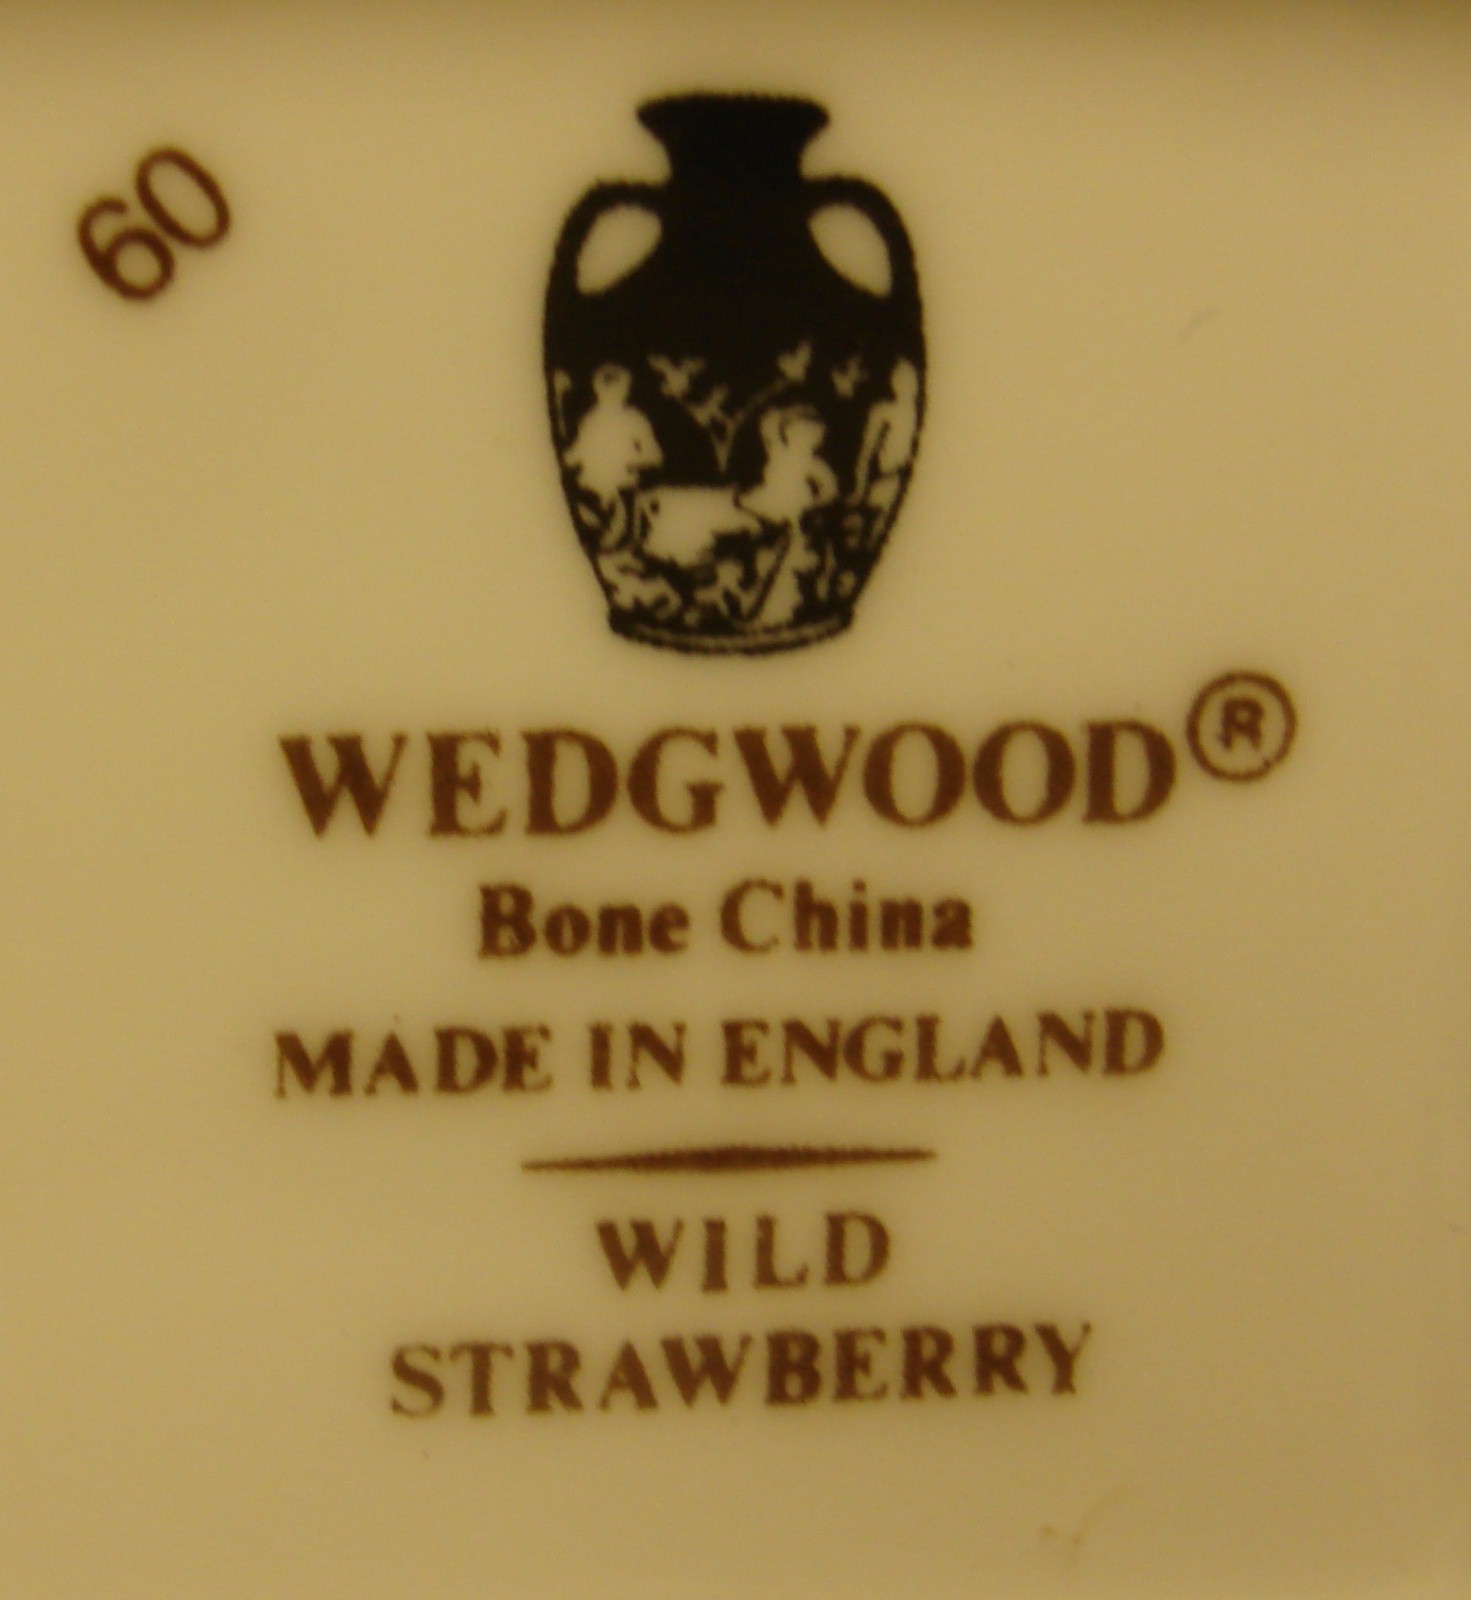 60
WEDGWOOD®
Bone China
MADE IN ENGLAND
WILD
STRAWBERRY